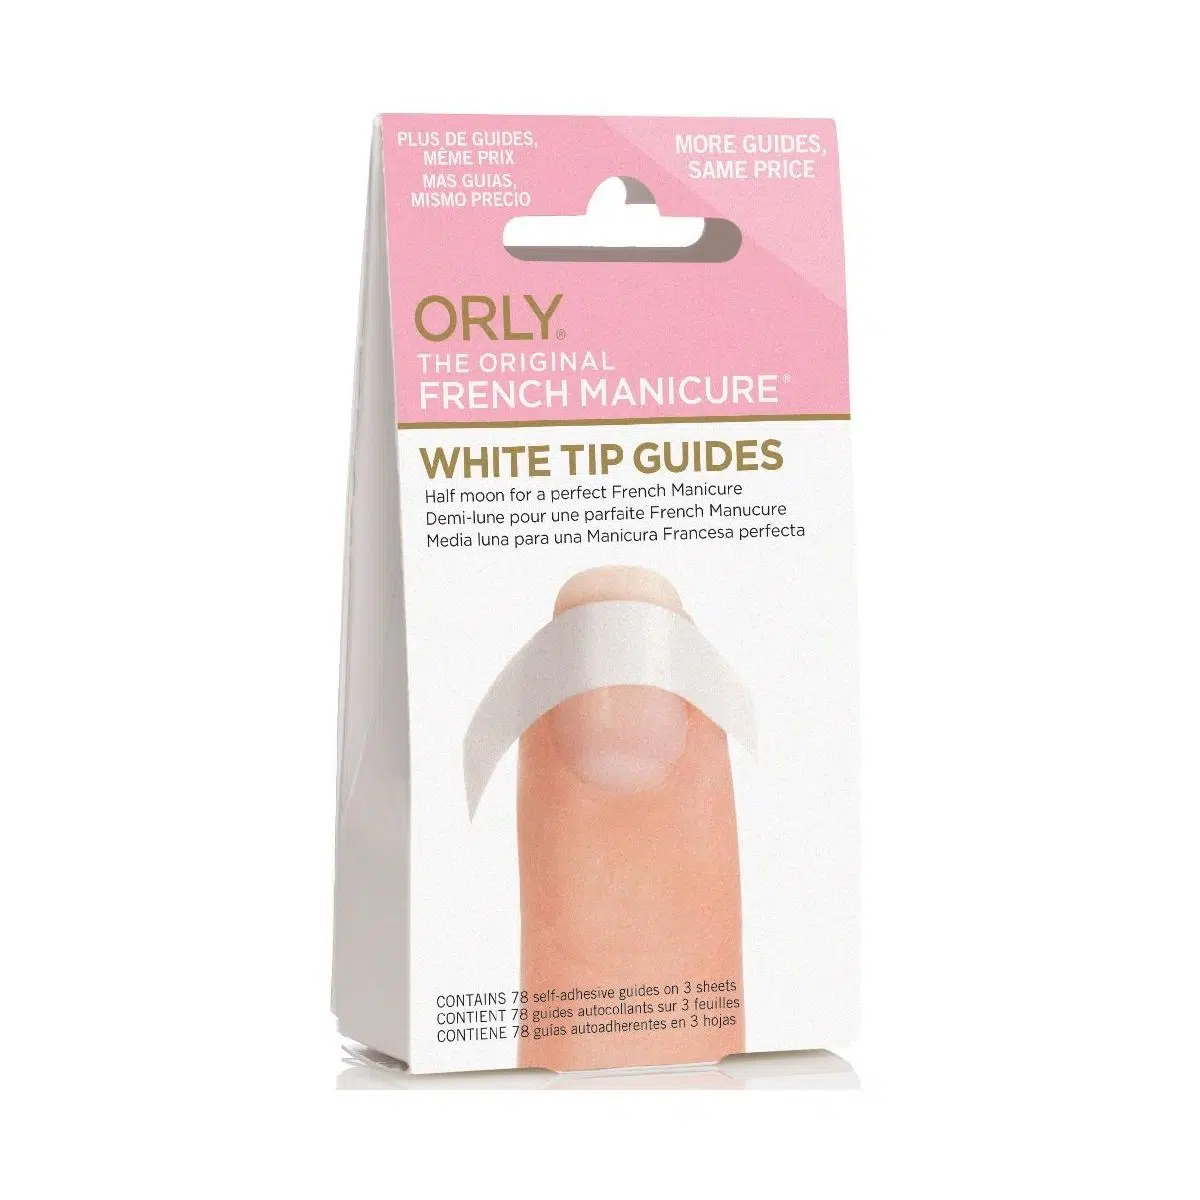 PLUS DE GUIDES,
MÊME PRIX
MAS GUIAS,
MISMO PRECIO
MORE GUIDES,
SAME PRICE
ORLY®
THE ORIGINAL
FRENCH MANICURE®
WHITE TIP GUIDES
Half moon for a perfect French Manicure
Demi-lune pour une parfaite French Manucure
Media luna para una Manicura Francesa perfecta
CONTAINS 78 self-adhesive guides on 3 sheets
CONTIENT 78 guides autocollants sur 3 feuilles
CONTIENE 78 guías autoadherentes en 3 hojas